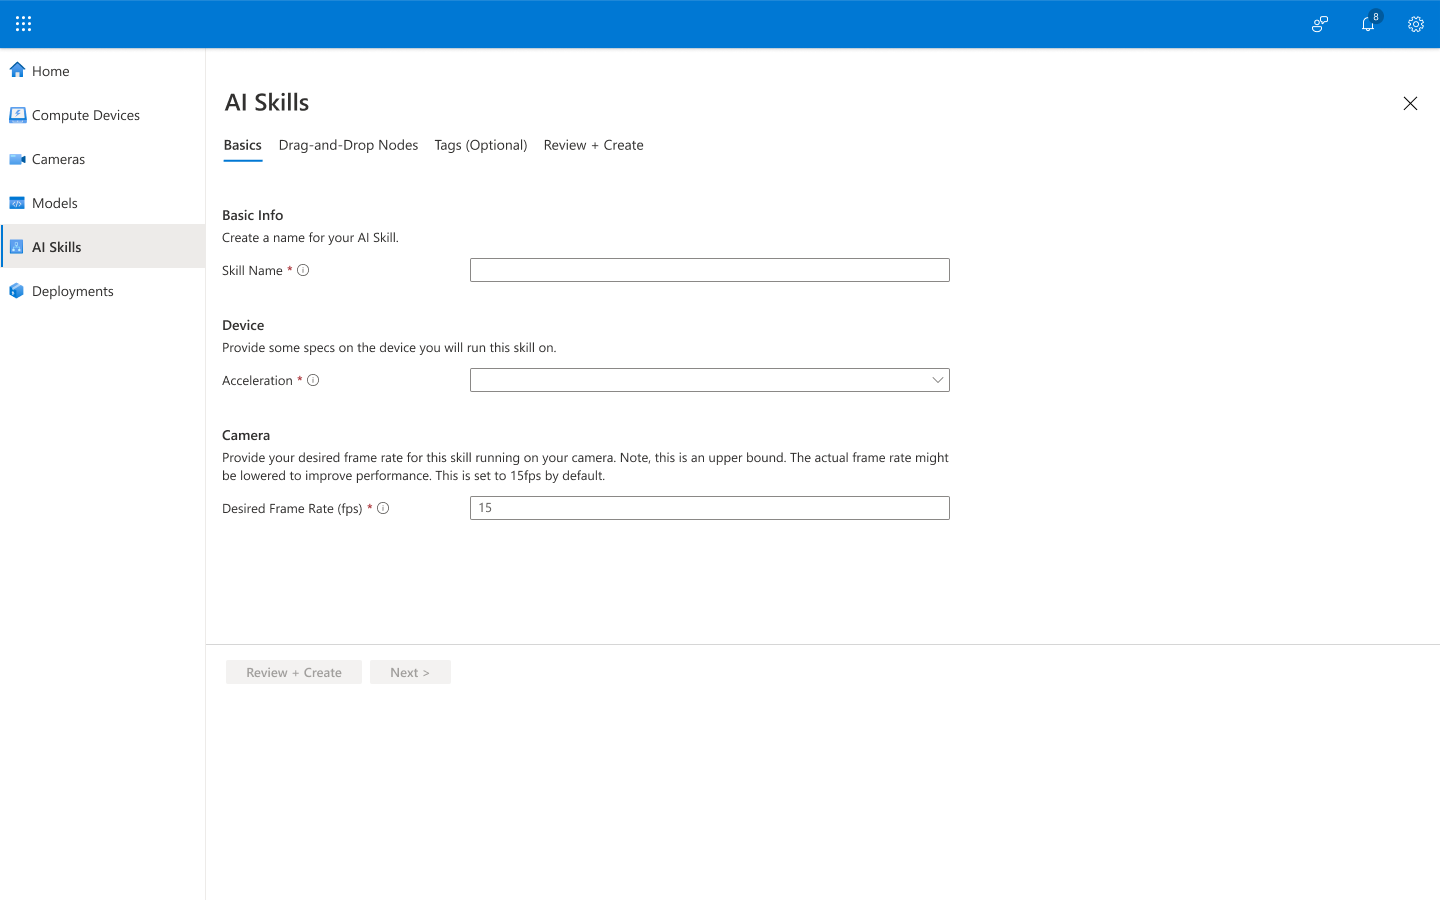 8
Home
Compute Devices
Cameras
Models
AI Skills
Deployments
AI Skills
Basics Drag-and-Drop Nodes Tags (Optional) Review + Create
Basic Info
Create a name for your AI Skill.
Skill Name *
Device
Provide some specs on the device you will run this skill on.
Acceleration *
Camera
Provide your desired frame rate for this skill running on your camera. Note, this is an upper bound. The actual frame rate might
be lowered to improve performance. This is set to 15fps by default.
Desired Frame Rate (fps) * 15
Review + Create Next >